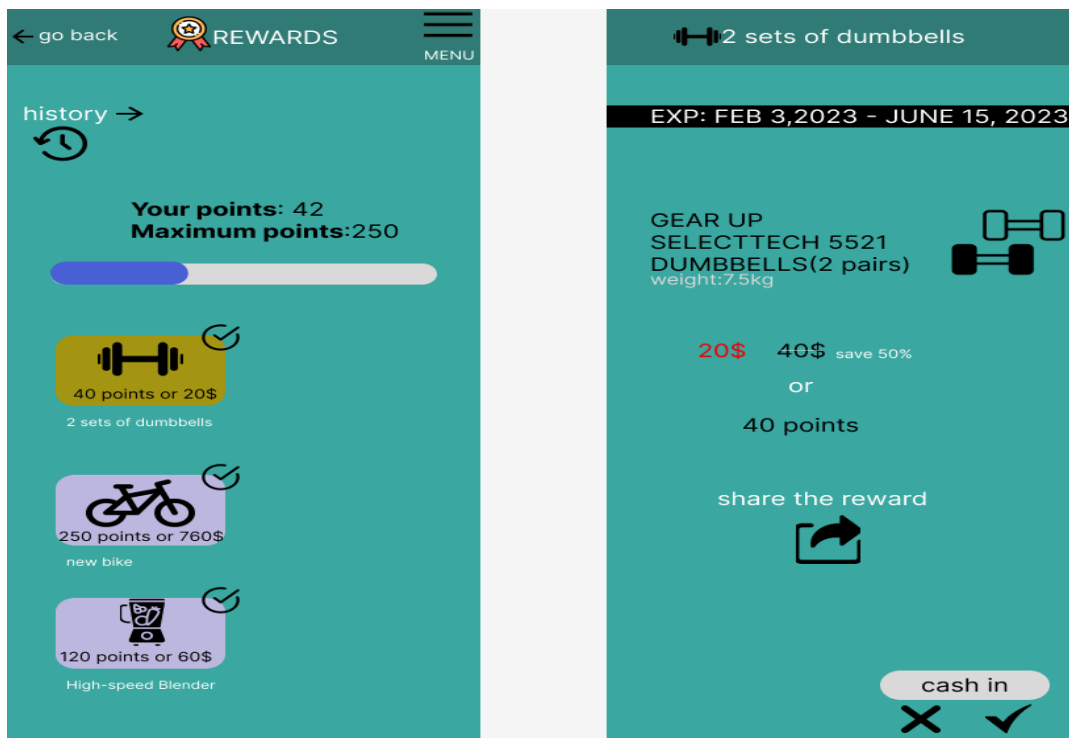 go back
REWARDS
MENU
history
Your points: 42
Maximum points:250
40 points or 20$
2 sets of dumbbells
250 points or 760$
new bike
120 points or 60$
High-speed Blender
2 sets of dumbbells
EXP: FEB 3,2023 - JUNE 15, 2023
GEAR UP
SELECTTECH 5521
DUMBBELLS(2 pairs)
weight:7.5kg
20$ 40$ save 50%
or
40 points
share the reward
cash in